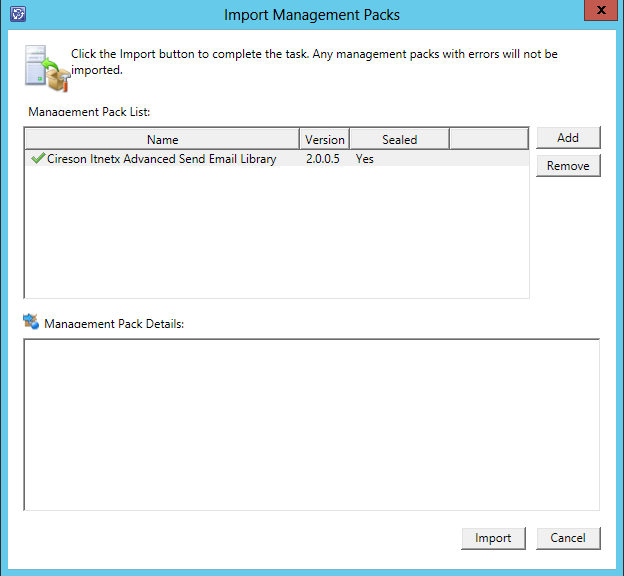 Import Management Packs
x
Click the Import button to complete the task. Any management packs with errors will not be
imported.
Management Pack List:
Name Version Sealed
Cireson Itnetx Advanced Send Email Library 2.0.0.5 Yes
Add
Remove
Management Pack Details:
Import Cancel